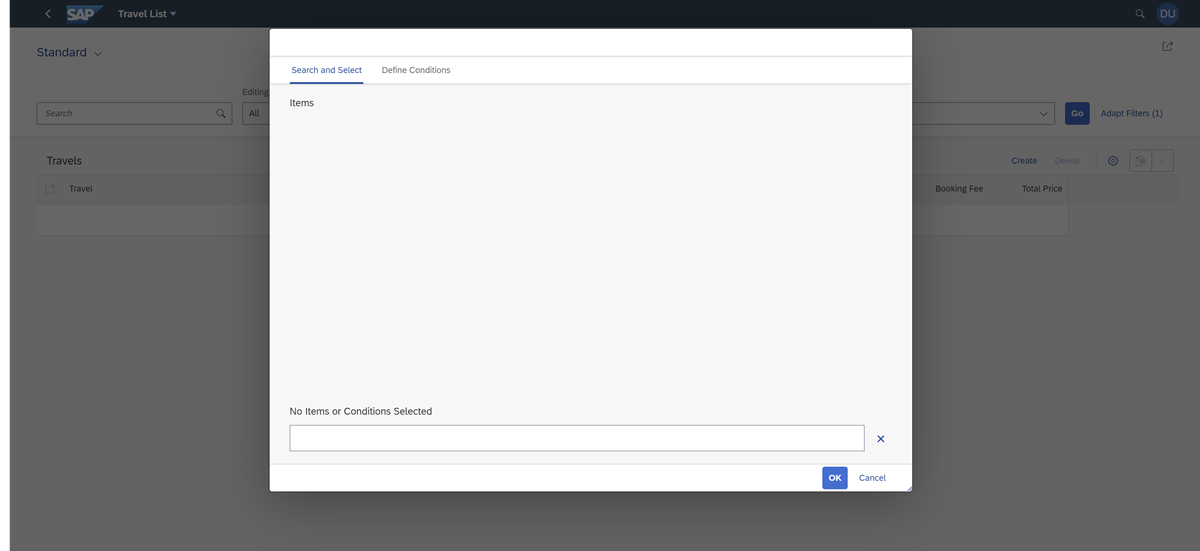 SAP Travel List DU
Standard
Search and Select Define Conditions
Editing
Items
Search All Go Adapt Filters (1)
Travels Create Delete
Travel Booking Fee Total Price
No Items or Conditions Selected
OK Cancel